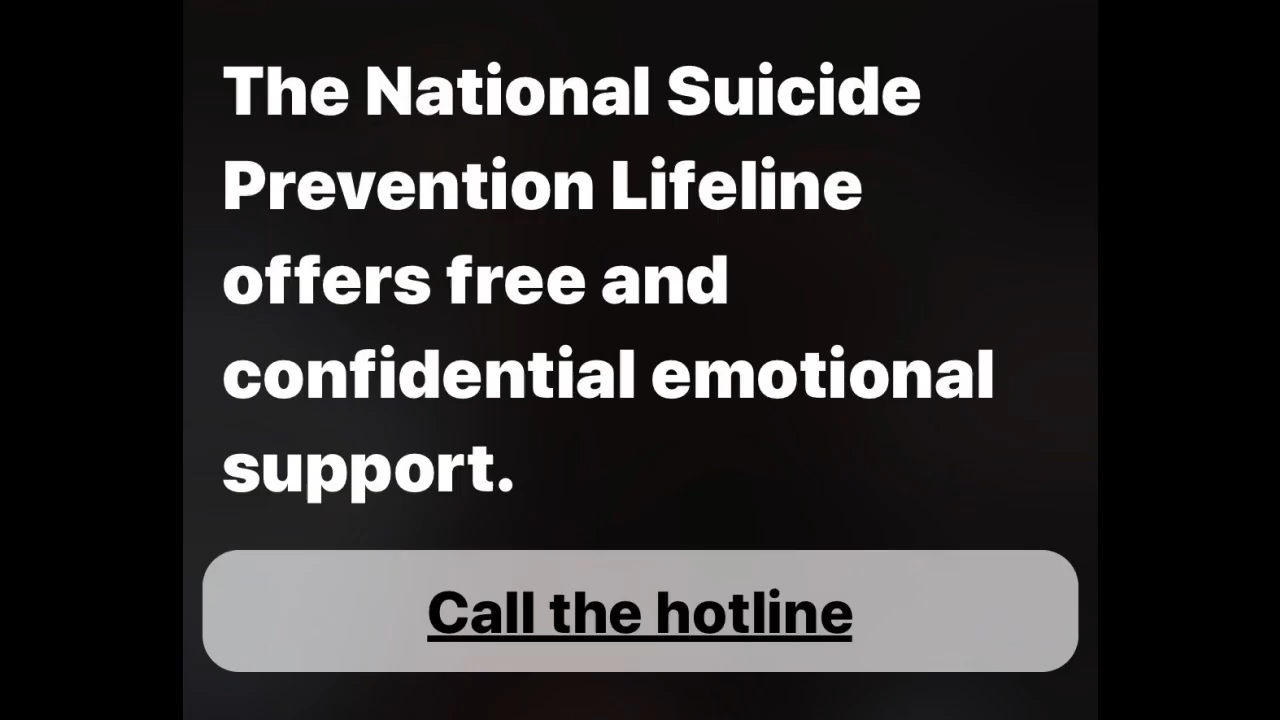 The National Suicide
Prevention Lifeline
offers free and
confidential emotional
support.
Call the hotline